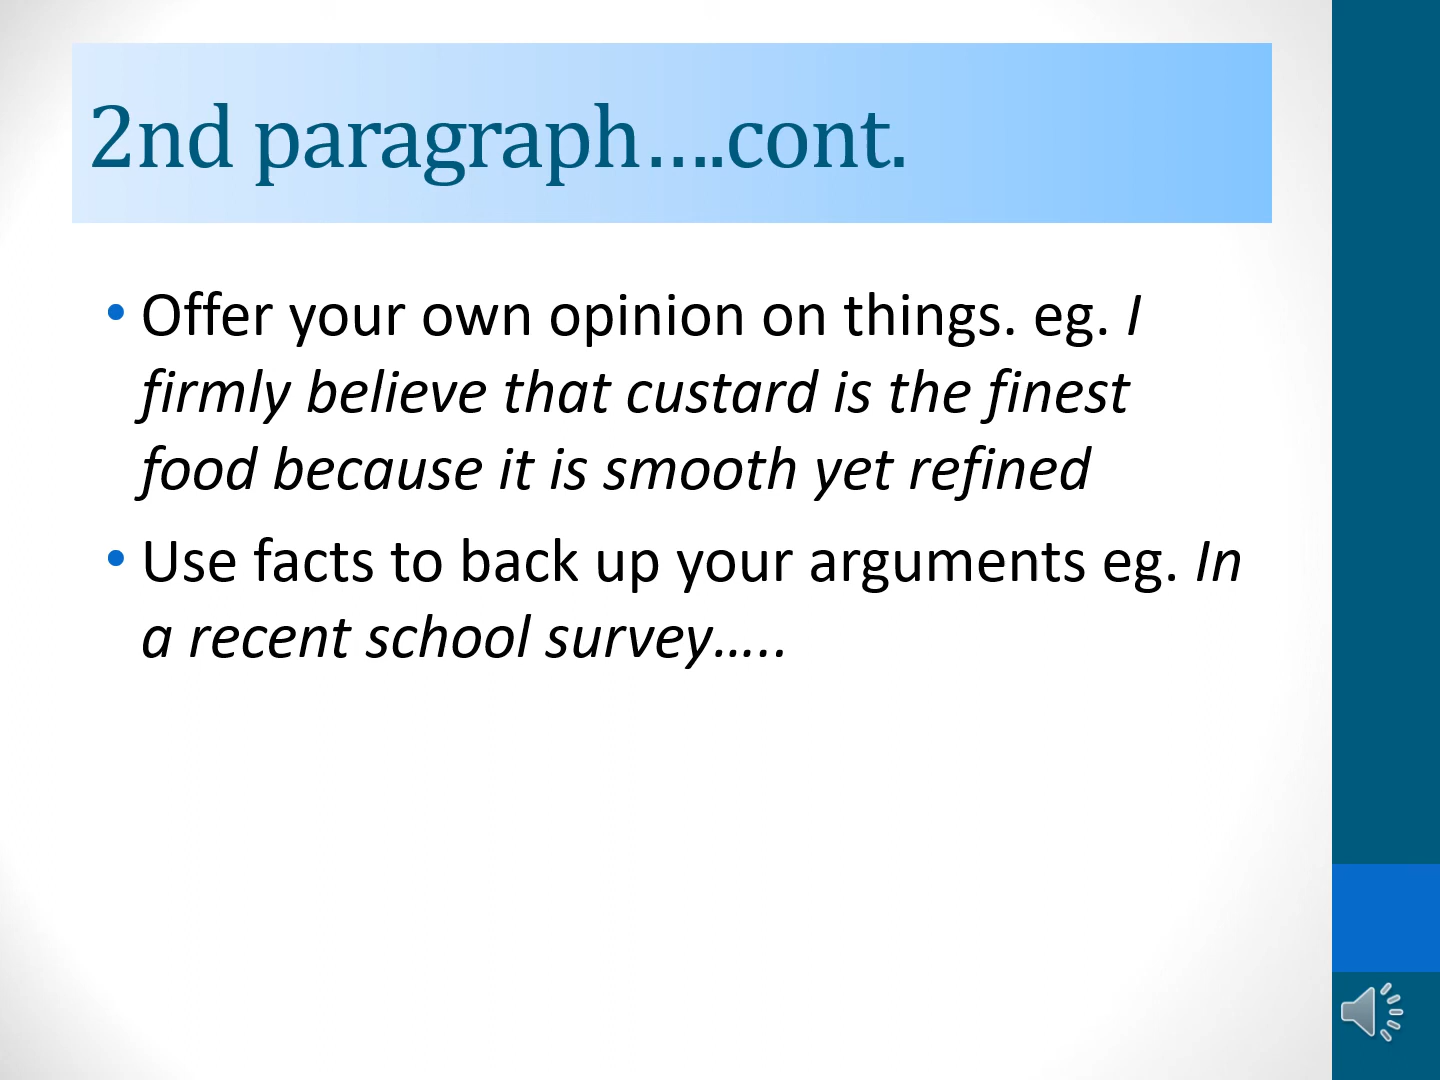 2nd paragraph….cont.
• Offer your own opinion on things. eg. I
firmly believe that custard is the finest
food because it is smooth yet refined
• Use facts to back up your arguments eg. In
a recent school survey…..